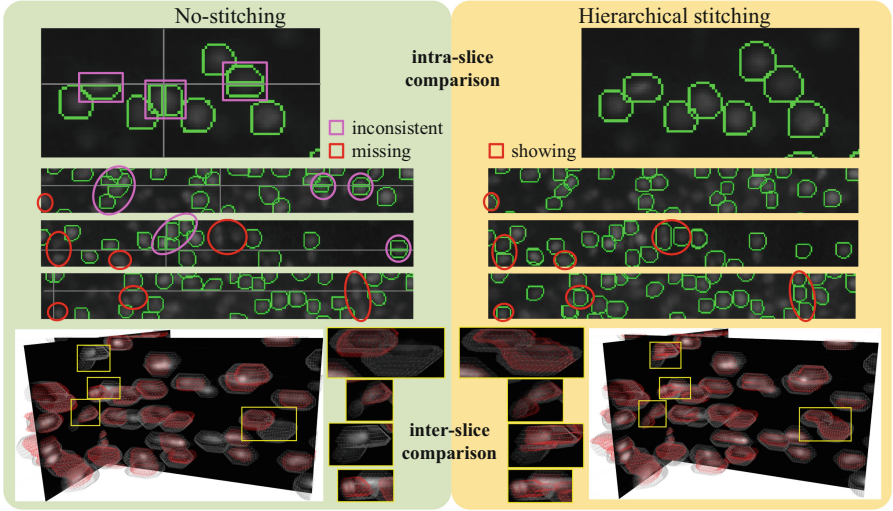 No-stitching
Hierarchical stitching
intra-slice
comparison
inconsistent
missing
showing
inter-slice
comparison